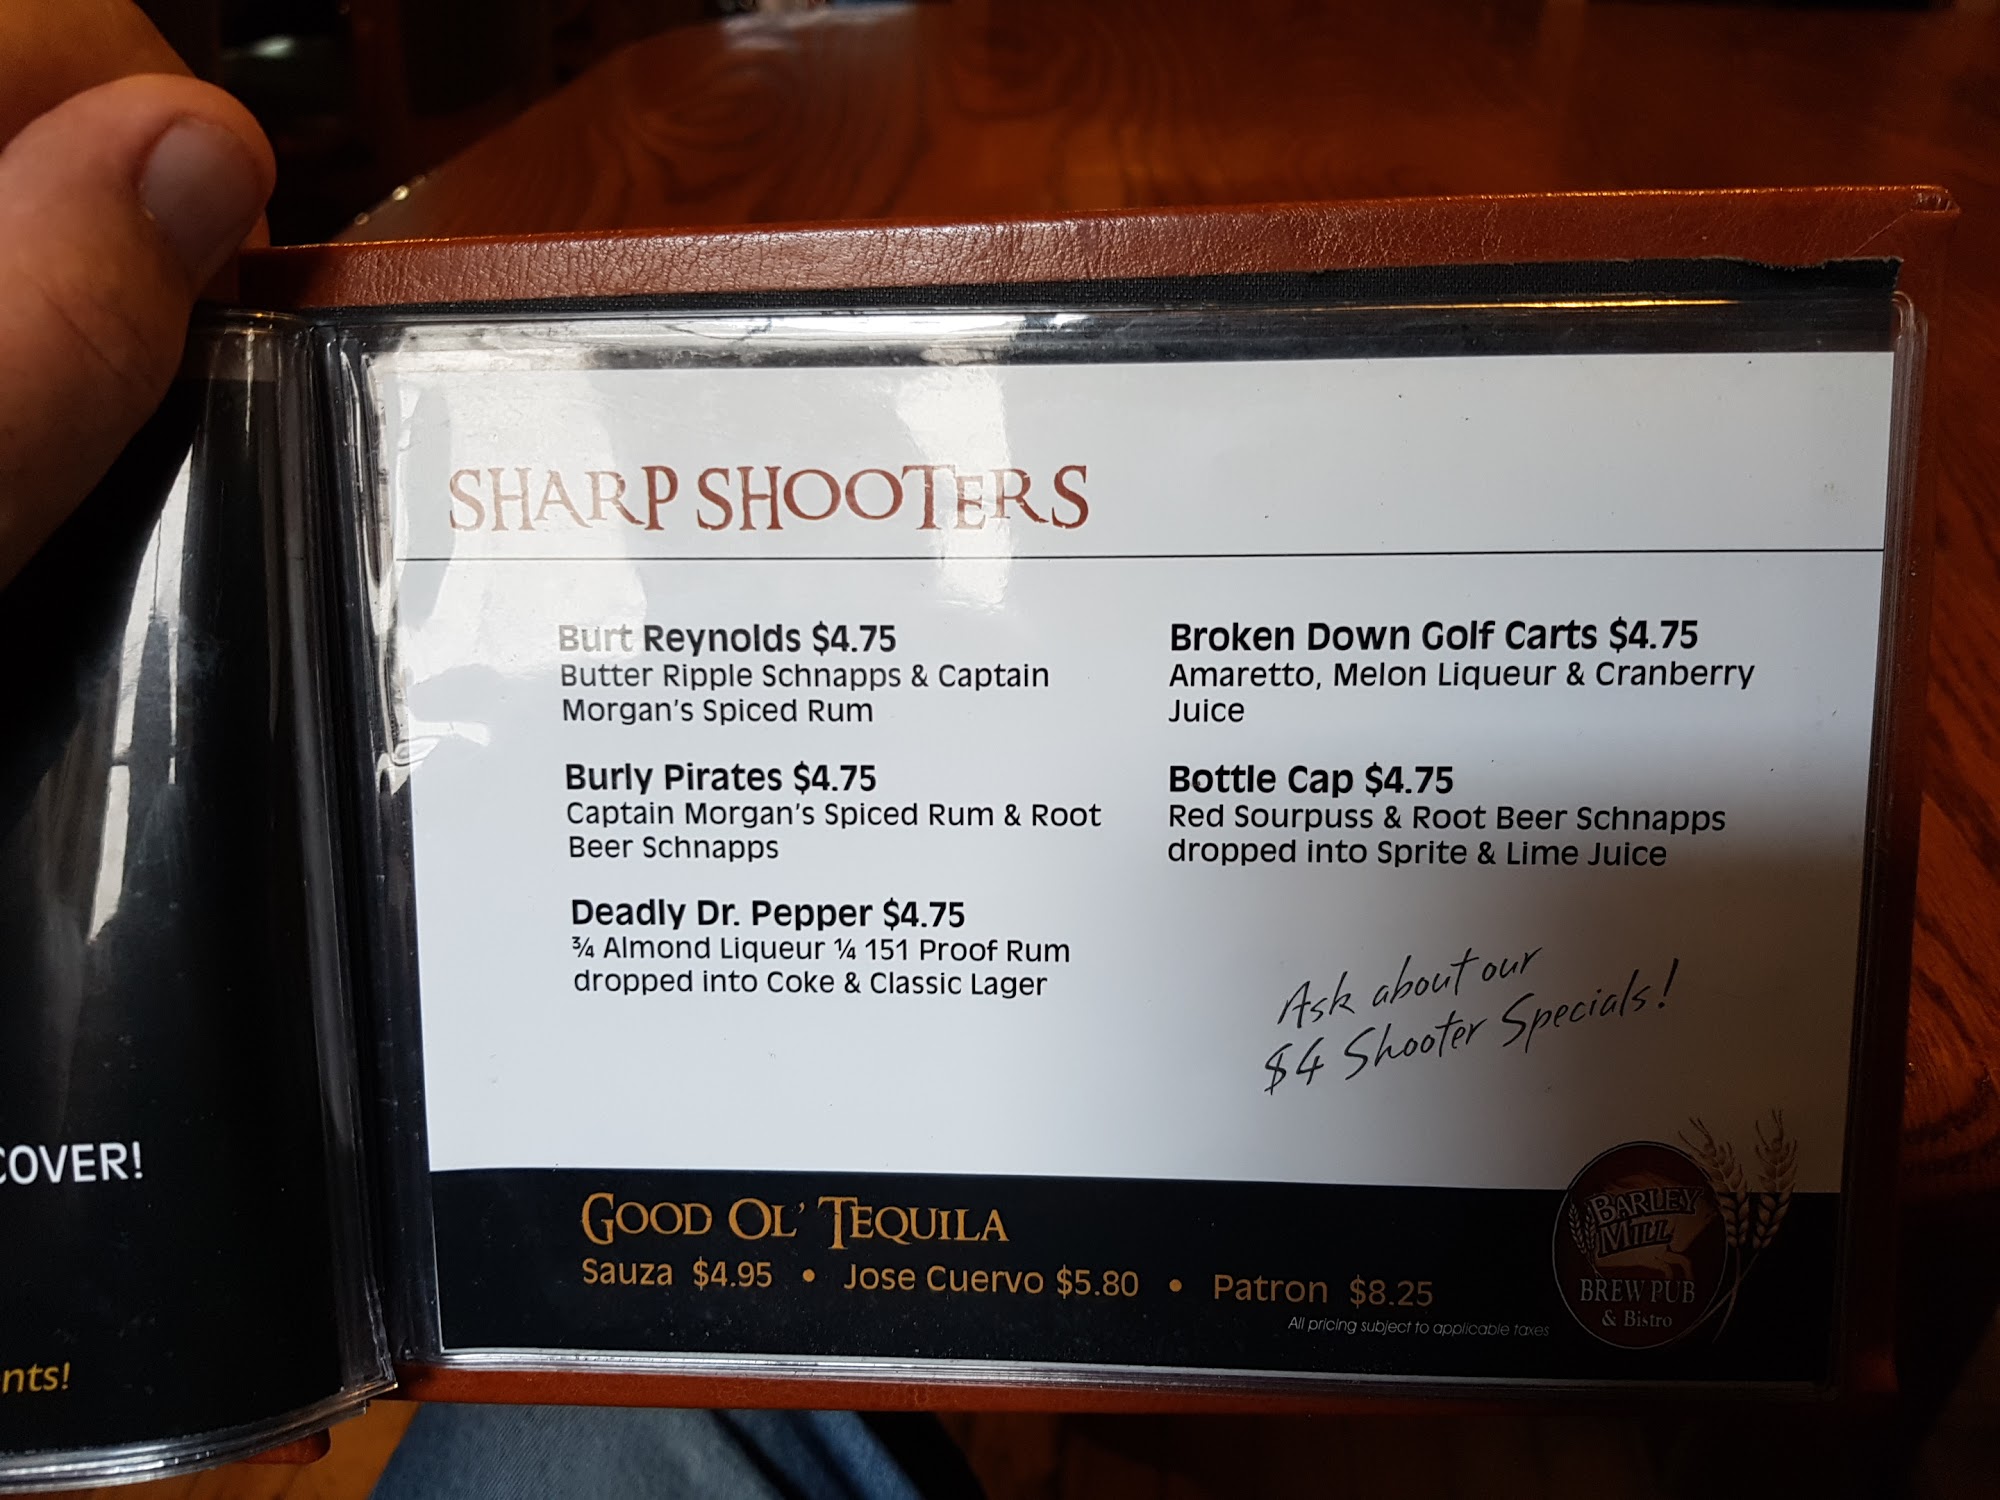 SHARP SHOOTERS
Burt Reynolds $4.75
Butter Ripple Schnapps & Captain
Morgan's Spiced Rum
Burly Pirates $4.75
Captain Morgan's Spiced Rum & Root
Beer Schnapps
Deadly Dr. Pepper $4.75
¾ Almond Liqueur ¼ 151 Proof Rum
dropped into Coke & Classic Lager
Broken Down Golf Carts $4.75
Amaretto, Melon Liqueur & Cranberry
Juice
Bottle Cap $4.75
Red Sourpuss & Root Beer Schnapps
dropped into Sprite & Lime Juice
Ask about our
$4 Shooter Specials!
GOOD OL' TEQUILA
Sauza $4.95 • Jose Cuervo $5.80 • Patron $8.25
All pricing subject to applicable taxes
BARLEY
MILL
BREW PUB
& Bistro
COVER!
nts!